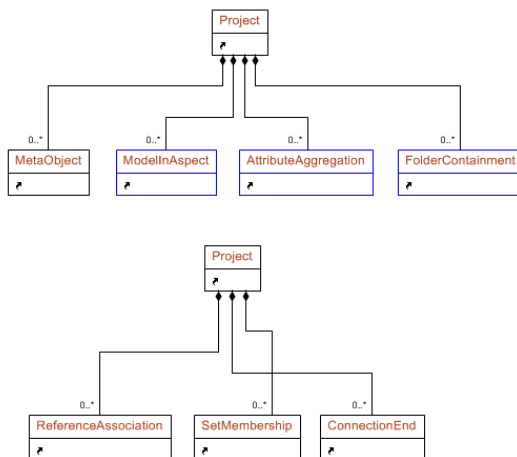 Project
0..* 0..* 0..* 0..*
MetaObject ModelInAspect AttributeAggregation FolderContainment
Project
0..* 0..* 0..*
ReferenceAssociation SetMembership ConnectionEnd